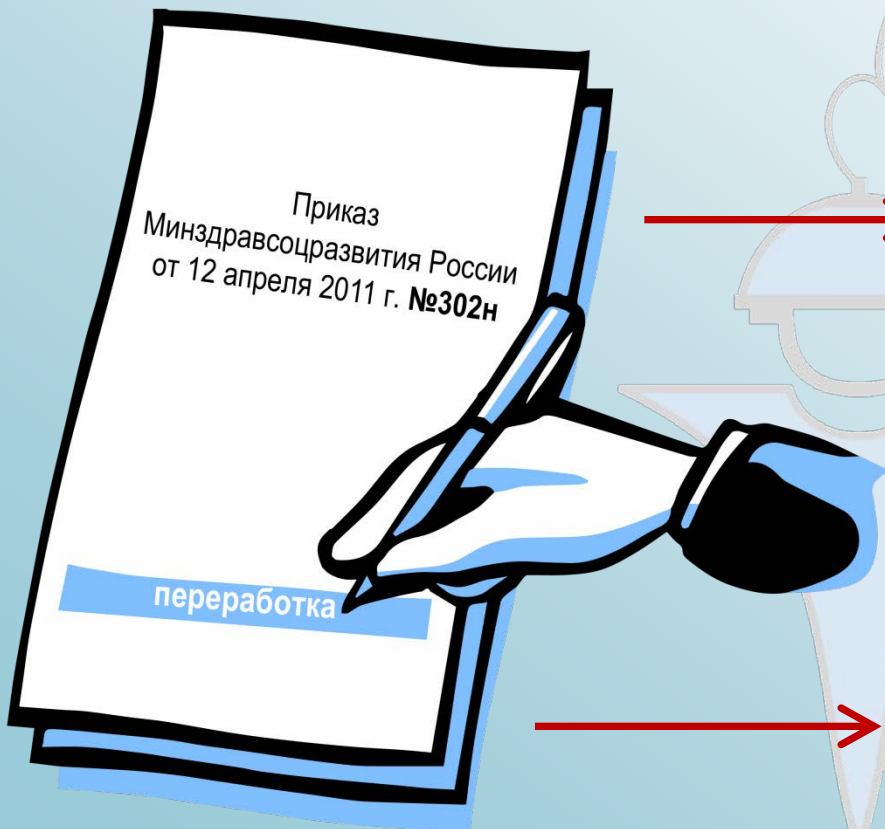 Приказ
Минздравсоцразвития России
от 12 апреля 2011 г. №302н
переработка